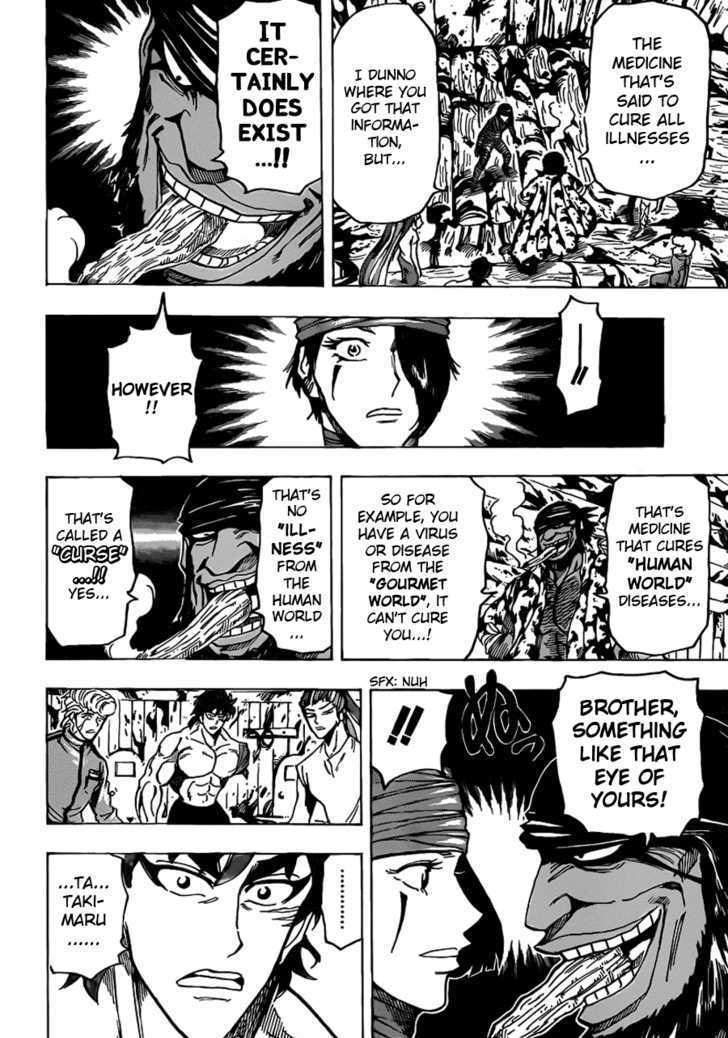 THE
MEDICINE
THAT'S
SAID TO
CURE ALL
ILLNESSES
...
I DUNNO
WHERE YOU
GOT THAT
INFORMA-
TION,
BUT...
IT
CER-
TAINLY
DOES
EXIST
...!!
!!
HOWEVER
!!
THAT'S
MEDICINE
THAT CURES
"HUMAN
WORLD"
DISEASES...
SO FOR
EXAMPLE, YOU
HAVE A VIRUS
OR DISEASE
FROM THE
"GOURMET
WORLD", IT
CAN'T CURE
YOU...!
THAT'S
NO
"ILL-
NESS"
FROM
THE
HUMAN
WORLD
...
THAT'S
CALLED A
"CURSE"
...!!
YES...
BROTHER,
SOMETHING
LIKE THAT
EYE OF
YOURS!
SFX: NUH
ぬぅっ
!!
.........
...TA...
TAKI-
MARU
......